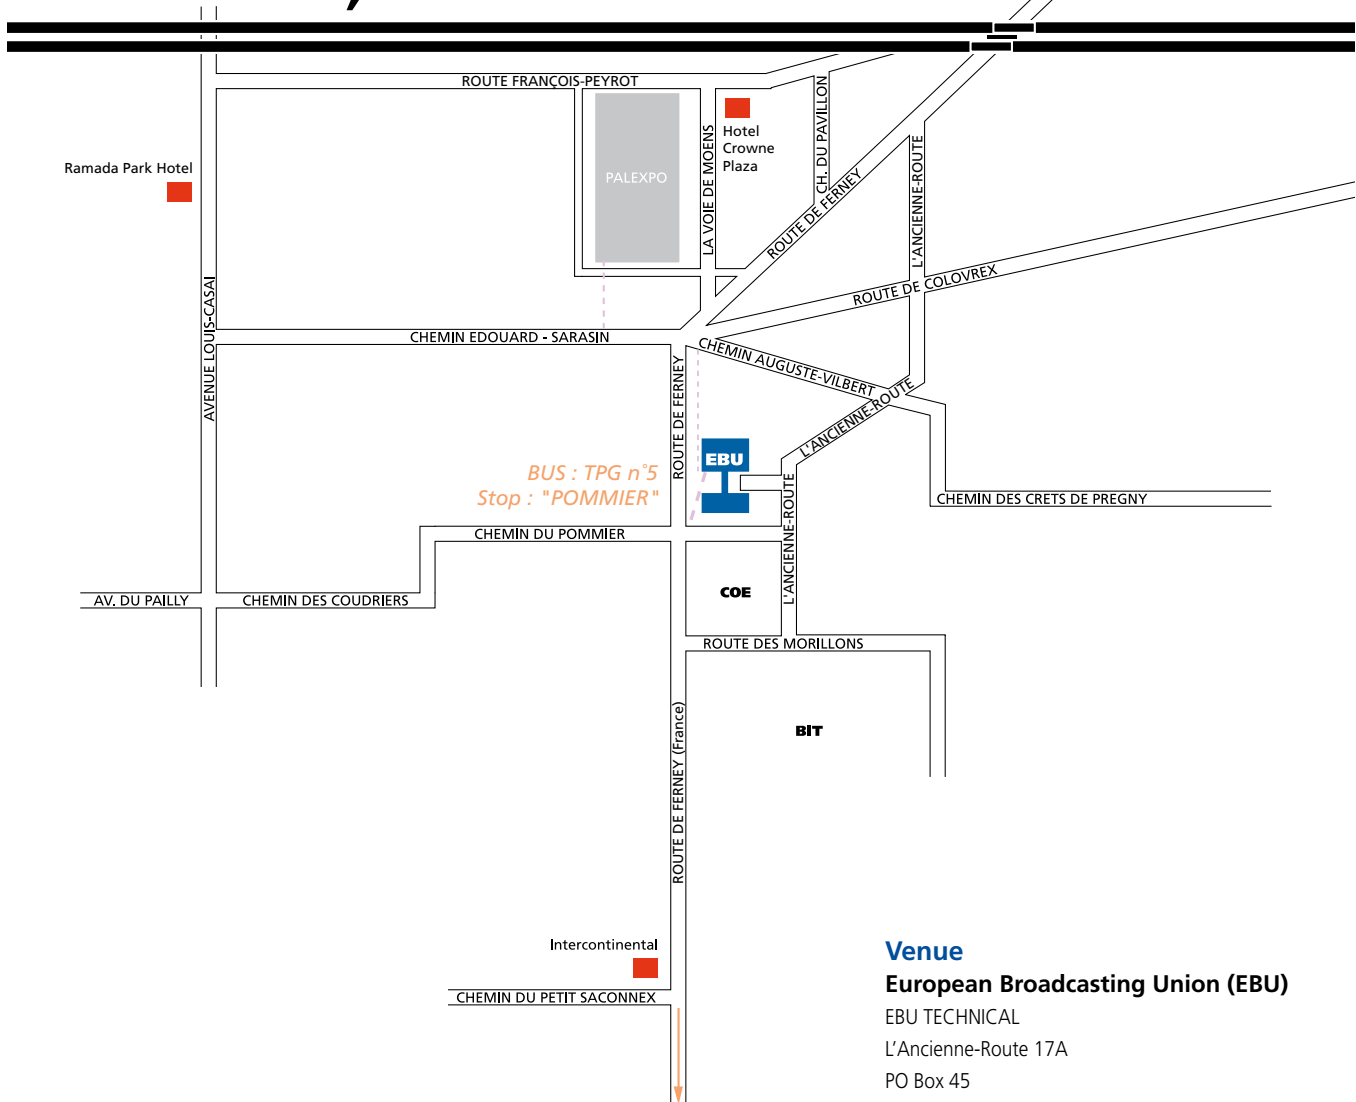 ROUTE FRANÇOIS-PEYROT
Hotel
Crowne
Plaza
Ramada Park Hotel
PALEXPO
LA VOIE DE MOENS
CH. DU PAVILLON
ROUTE DE FERNEY
L'ANCIENNE-ROUTE
ROUTE DE COLOVREX
AVENUE LOUIS-CASAI
CHEMIN EDOUARD - SARASIN
CHEMIN AUGUSTE-VILBERT
ROUTE DE FERNEY
L'ANCIENNE-ROUTE
EBU
BUS : TPG n°5
Stop : "POMMIER"
CHEMIN DES CRETS DE PREGNY
CHEMIN DU POMMIER
L'ANCIENNE-ROUTE
COE
AV. DU PAILLY
CHEMIN DES COUDRIERS
ROUTE DES MORILLONS
BIT
ROUTE DE FERNEY (France)
Intercontinental
CHEMIN DU PETIT SACONNEX
Venue
European Broadcasting Union (EBU)
EBU TECHNICAL
L'Ancienne-Route 17A
PO Box 45